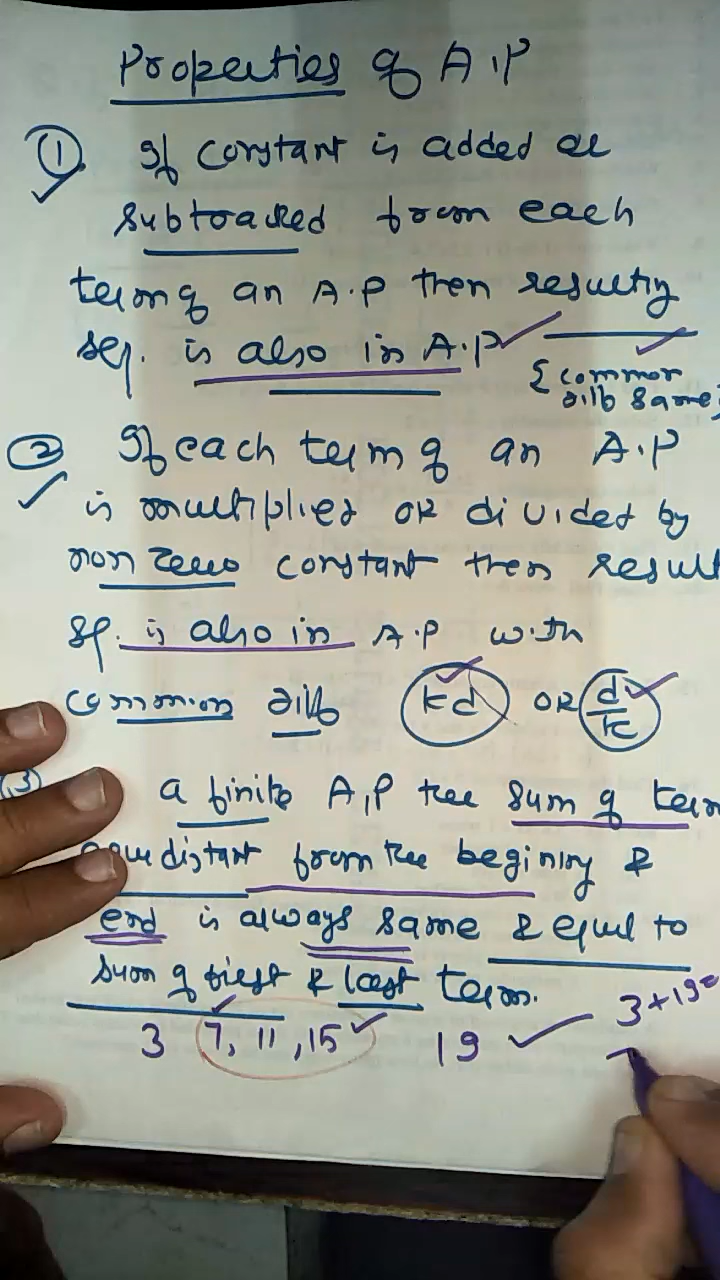 Properties of A.P
① If constant is added or
subtracted from each
term of an A.P then resulting
seq. is also in A.P
{ common
diff same }
② If each term of an A.P
is multiplied or divided by
non zero constant then result
sq. is also in A.P with
common diff kd OR d/k
(3) a finite A.P the sum of term
equidistant from the begining &
end is always same & equl to
sum of first & last term.
3 7, 11, 15 19 3+19=